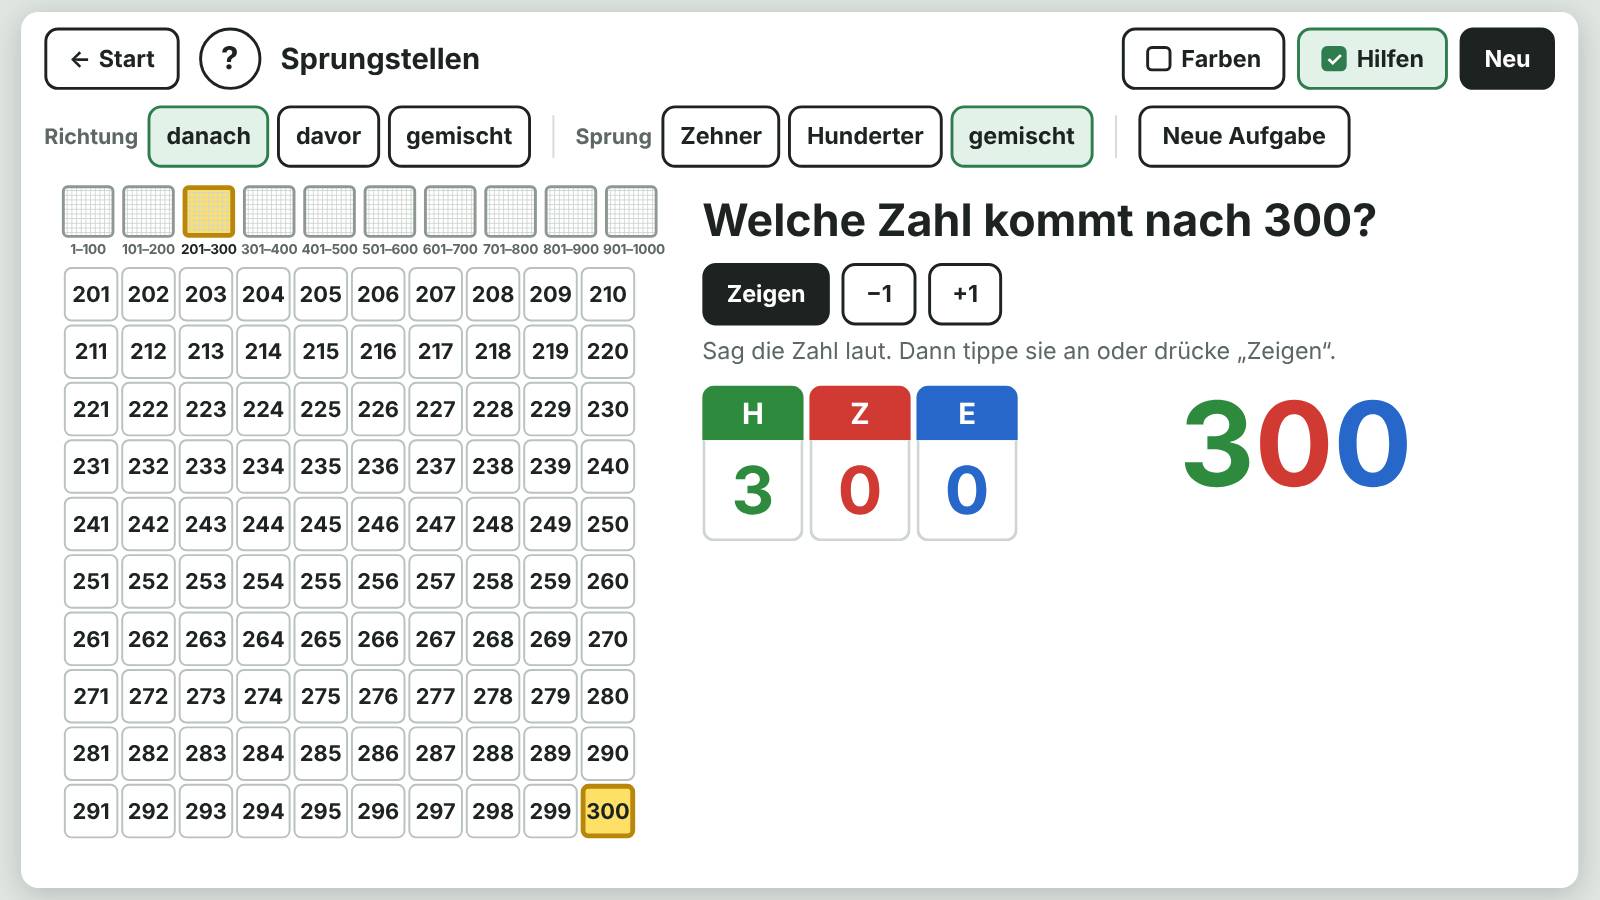 ← Start ? Sprungstellen Farben Hilfen Neu
Richtung danach davor gemischt Sprung Zehner Hunderter gemischt Neue Aufgabe
1–100 101–200 201–300 301–400 401–500 501–600 601–700 701–800 801–900 901–1000
201 202 203 204 205 206 207 208 209 210
211 212 213 214 215 216 217 218 219 220
221 222 223 224 225 226 227 228 229 230
231 232 233 234 235 236 237 238 239 240
241 242 243 244 245 246 247 248 249 250
251 252 253 254 255 256 257 258 259 260
261 262 263 264 265 266 267 268 269 270
271 272 273 274 275 276 277 278 279 280
281 282 283 284 285 286 287 288 289 290
291 292 293 294 295 296 297 298 299 300
Welche Zahl kommt nach 300?
Zeigen −1 +1
Sag die Zahl laut. Dann tippe sie an oder drücke „Zeigen“.
H Z E
3 0 0
300